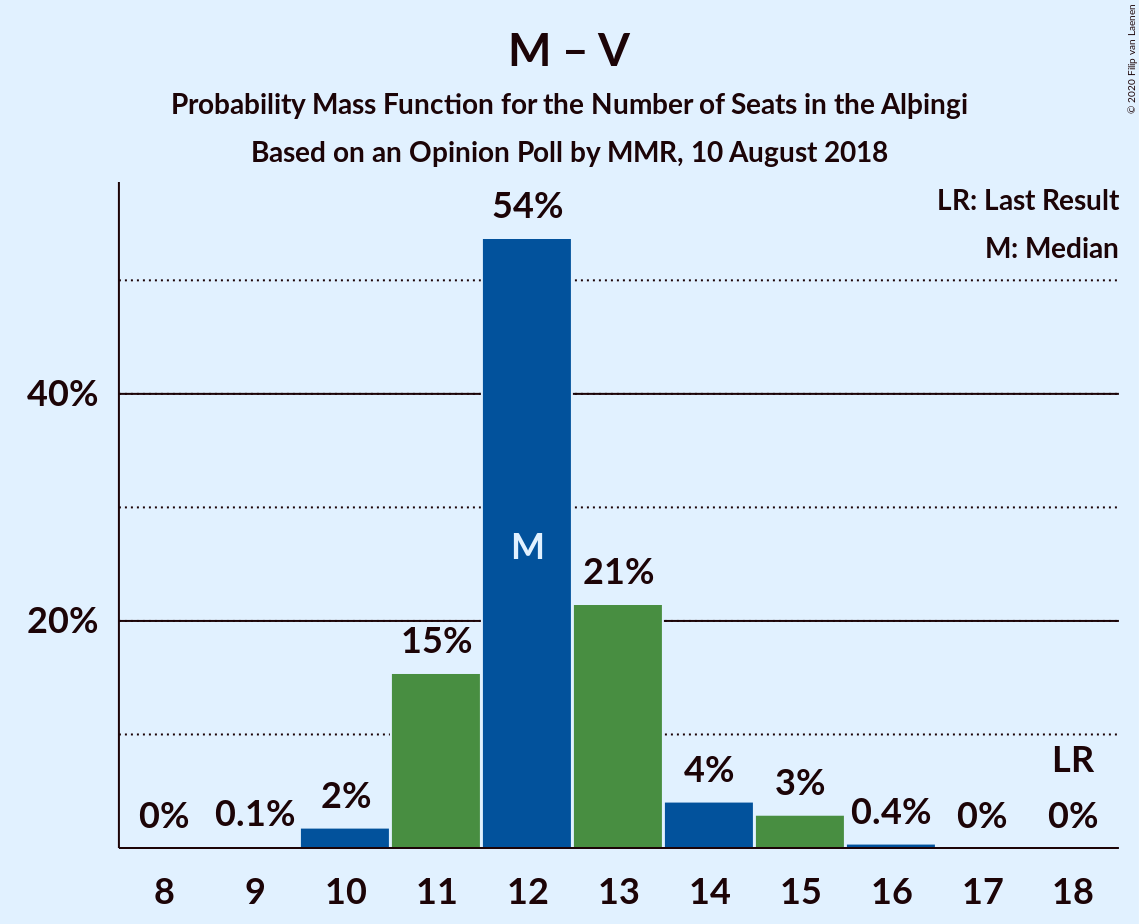 M – V
Probability Mass Function for the Number of Seats in the Alþingi
Based on an Opinion Poll by MMR, 10 August 2018
© 2020 Filip van Laenen
LR: Last Result
M: Median
54%
40%
M
21%
20%
15%
LR
4%
3%
2%
0%
0.1%
0.4%
0%
0%
8 9 10 11 12 13 14 15 16 17 18